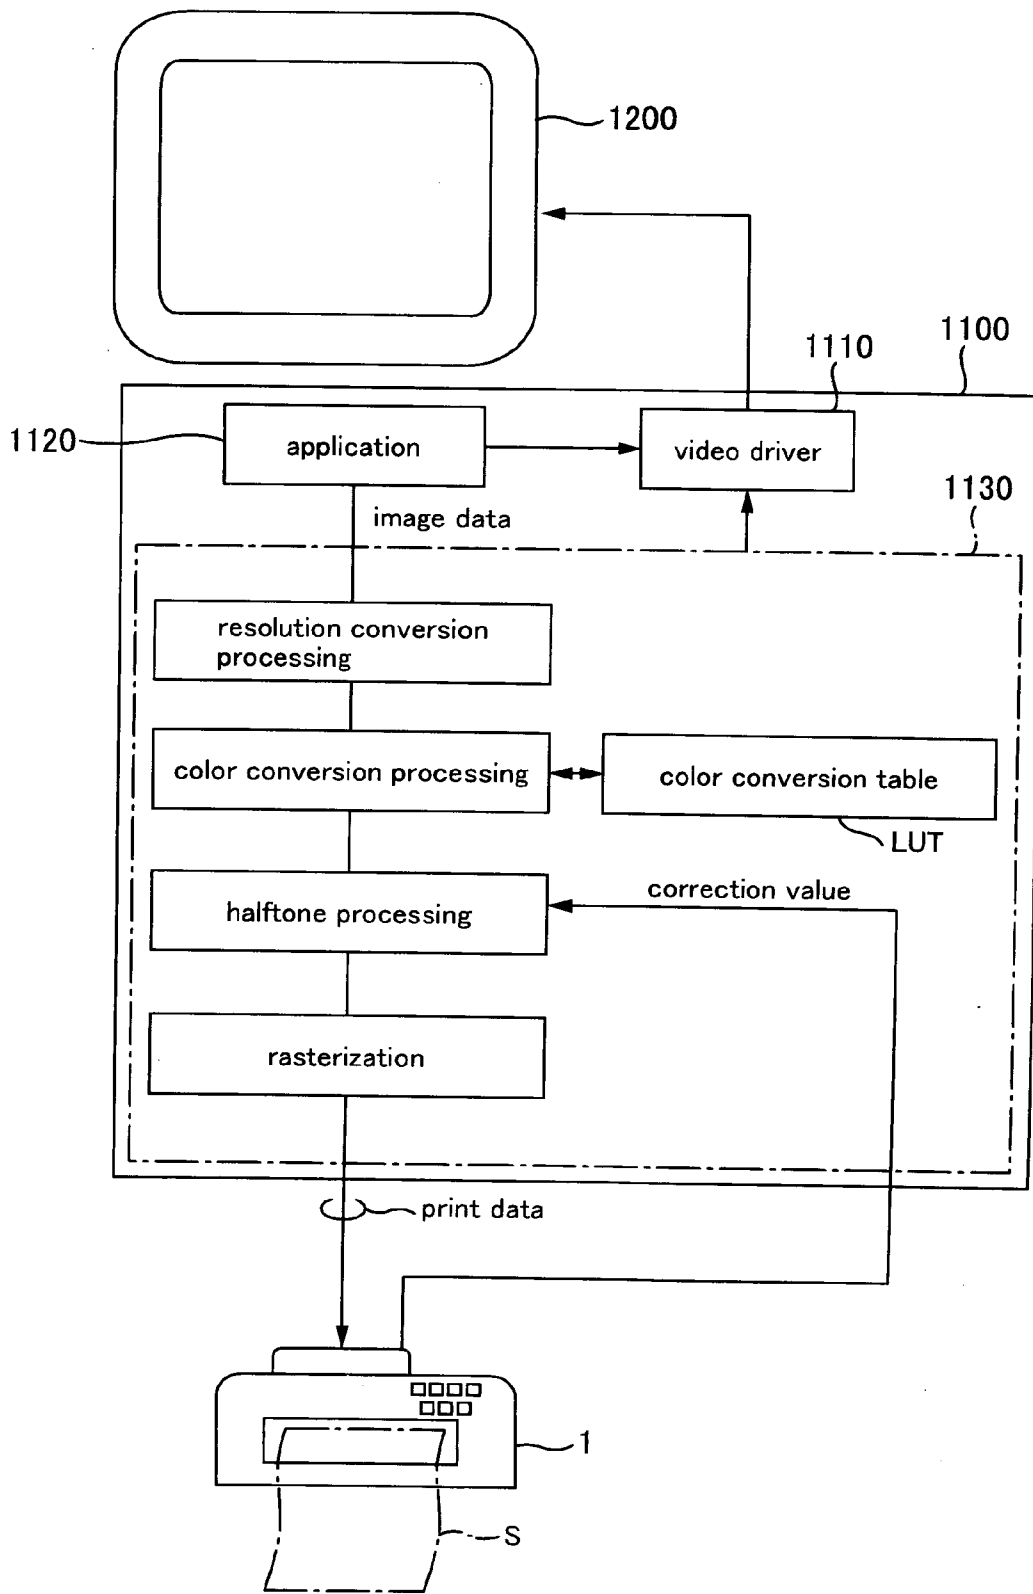 1200
1100
1110
1120
application
video driver
1130
image data
resolution conversion
processing
color conversion processing
color conversion table
LUT
correction value
halftone processing
rasterization
print data
1
S